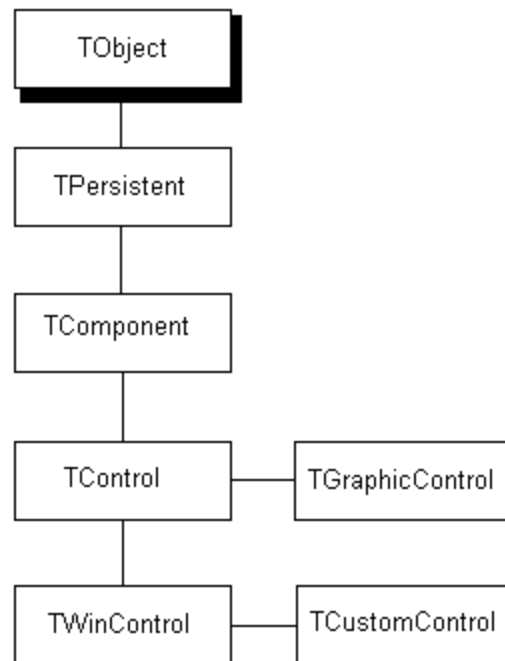 TObject
TPersistent
TComponent
TControl
TGraphicControl
TWinControl
TCustomControl